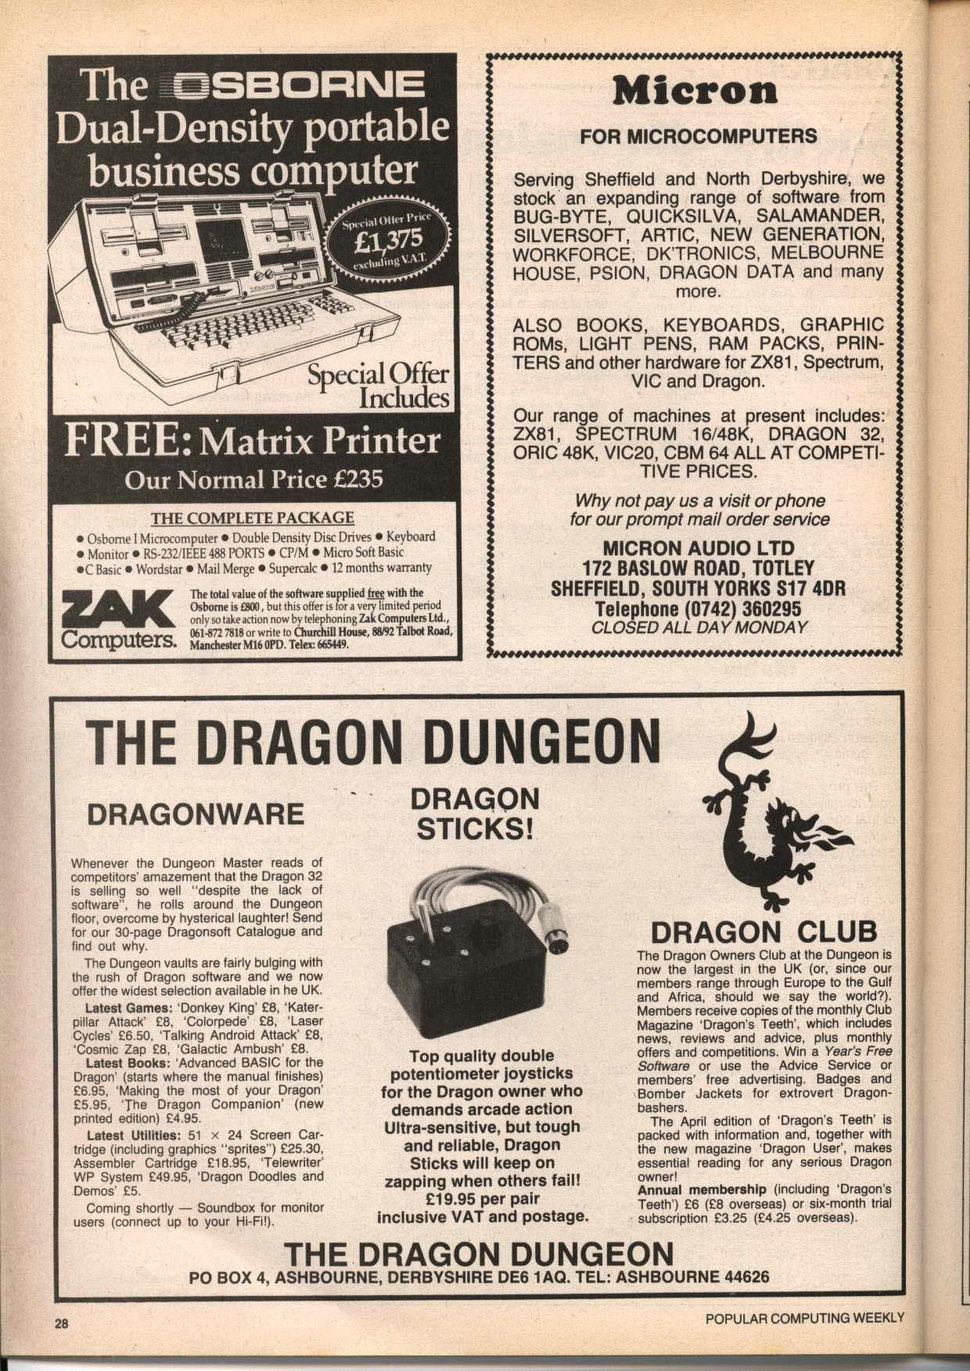 The OSBORNE
Dual-Density portable
business computer
Special Offer Price
£1,375
excluding V.A.T.
Special Offer
Includes
FREE: Matrix Printer
Our Normal Price £235
THE COMPLETE PACKAGE
● Osborne I Microcomputer ● Double Density Disc Drives ● Keyboard
● Monitor ● RS-232/IEEE 488 PORTS ● CP/M ● Micro Soft Basic
●C Basic ● Wordstar ● Mail Merge ● Supercalc ● 12 months warranty
ZAK
Computers.
The total value of the software supplied free with the
Osborne is £800, but this offer is for a very limited period
only so take action now by telephoning Zak Computers Ltd.,
061-872 7818 or write to Churchill House, 88/92 Talbot Road,
Manchester M16 0PD. Telex: 665449.
Micron
FOR MICROCOMPUTERS
Serving Sheffield and North Derbyshire, we
stock an expanding range of software from
BUG-BYTE, QUICKSILVA, SALAMANDER,
SILVERSOFT, ARTIC, NEW GENERATION,
WORKFORCE, DK'TRONICS, MELBOURNE
HOUSE, PSION, DRAGON DATA and many
more.
ALSO BOOKS, KEYBOARDS, GRAPHIC
ROMs, LIGHT PENS, RAM PACKS, PRIN-
TERS and other hardware for ZX81, Spectrum,
VIC and Dragon.
Our range of machines at present includes:
ZX81, SPECTRUM 16/48K, DRAGON 32,
ORIC 48K, VIC20, CBM 64 ALL AT COMPETI-
TIVE PRICES.
Why not pay us a visit or phone
for our prompt mail order service
MICRON AUDIO LTD
172 BASLOW ROAD, TOTLEY
SHEFFIELD, SOUTH YORKS S17 4DR
Telephone (0742) 360295
CLOSED ALL DAY MONDAY
THE DRAGON DUNGEON
DRAGONWARE
Whenever the Dungeon Master reads of
competitors' amazement that the Dragon 32
is selling so well "despite the lack of
software", he rolls around the Dungeon
floor, overcome by hysterical laughter! Send
for our 30-page Dragonsoft Catalogue and
find out why.
The Dungeon vaults are fairly bulging with
the rush of Dragon software and we now
offer the widest selection available in he UK.
Latest Games: 'Donkey King' £8, 'Kater-
pillar Attack' £8, 'Colorpede' £8, 'Laser
Cycles' £6.50, 'Talking Android Attack' £8,
'Cosmic Zap £8, 'Galactic Ambush' £8.
Latest Books: 'Advanced BASIC for the
Dragon' (starts where the manual finishes)
£6.95, 'Making the most of your Dragon'
£5.95, 'The Dragon Companion' (new
printed edition) £4.95.
Latest Utilities: 51 × 24 Screen Car-
tridge (including graphics "sprites") £25.30,
Assembler Cartridge £18.95, 'Telewriter'
WP System £49.95, 'Dragon Doodles and
Demos' £5.
Coming shortly — Soundbox for monitor
users (connect up to your Hi-Fi!).
DRAGON
STICKS!
Top quality double
potentiometer joysticks
for the Dragon owner who
demands arcade action
Ultra-sensitive, but tough
and reliable, Dragon
Sticks will keep on
zapping when others fail!
£19.95 per pair
inclusive VAT and postage.
DRAGON CLUB
The Dragon Owners Club at the Dungeon is
now the largest in the UK (or, since our
members range through Europe to the Gulf
and Africa, should we say the world?).
Members receive copies of the monthly Club
Magazine 'Dragon's Teeth', which includes
news, reviews and advice, plus monthly
offers and competitions. Win a Year's Free
Software or use the Advice Service or
members' free advertising. Badges and
Bomber Jackets for extrovert Dragon-
bashers.
The April edition of 'Dragon's Teeth' is
packed with information and, together with
the new magazine 'Dragon User', makes
essential reading for any serious Dragon
owner!
Annual membership (including 'Dragon's
Teeth') £6 (£8 overseas) or six-month trial
subscription £3.25 (£4.25 overseas).
THE DRAGON DUNGEON
PO BOX 4, ASHBOURNE, DERBYSHIRE DE6 1AQ. TEL: ASHBOURNE 44626
28
POPULAR COMPUTING WEEKLY